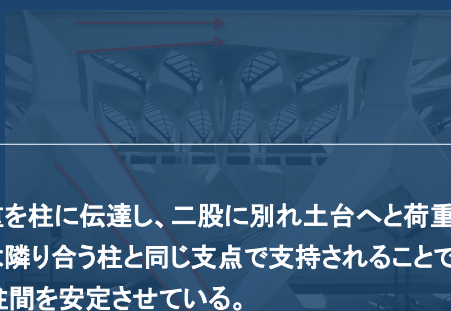 を柱に伝達し、二股に別れ土台へと荷重
隣り合う柱と同じ支点で支持されることで
柱間を安定させている。